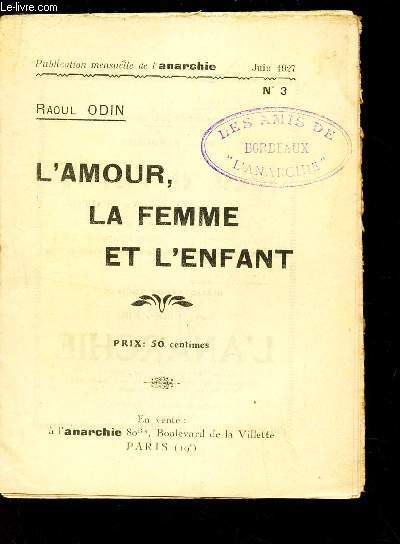 Le-livre.com
Publication mensuelle de l'anarchie Juin 1927
N° 3
RAOUL ODIN
LES AMIS DE
BORDEAUX
"L'ANARCHIE"
L'AMOUR,
LA FEMME
ET L'ENFANT
PRIX: 50 centimes
En vente :
à l'anarchie 80bis, Boulevard de la Villette
PARIS (19e)